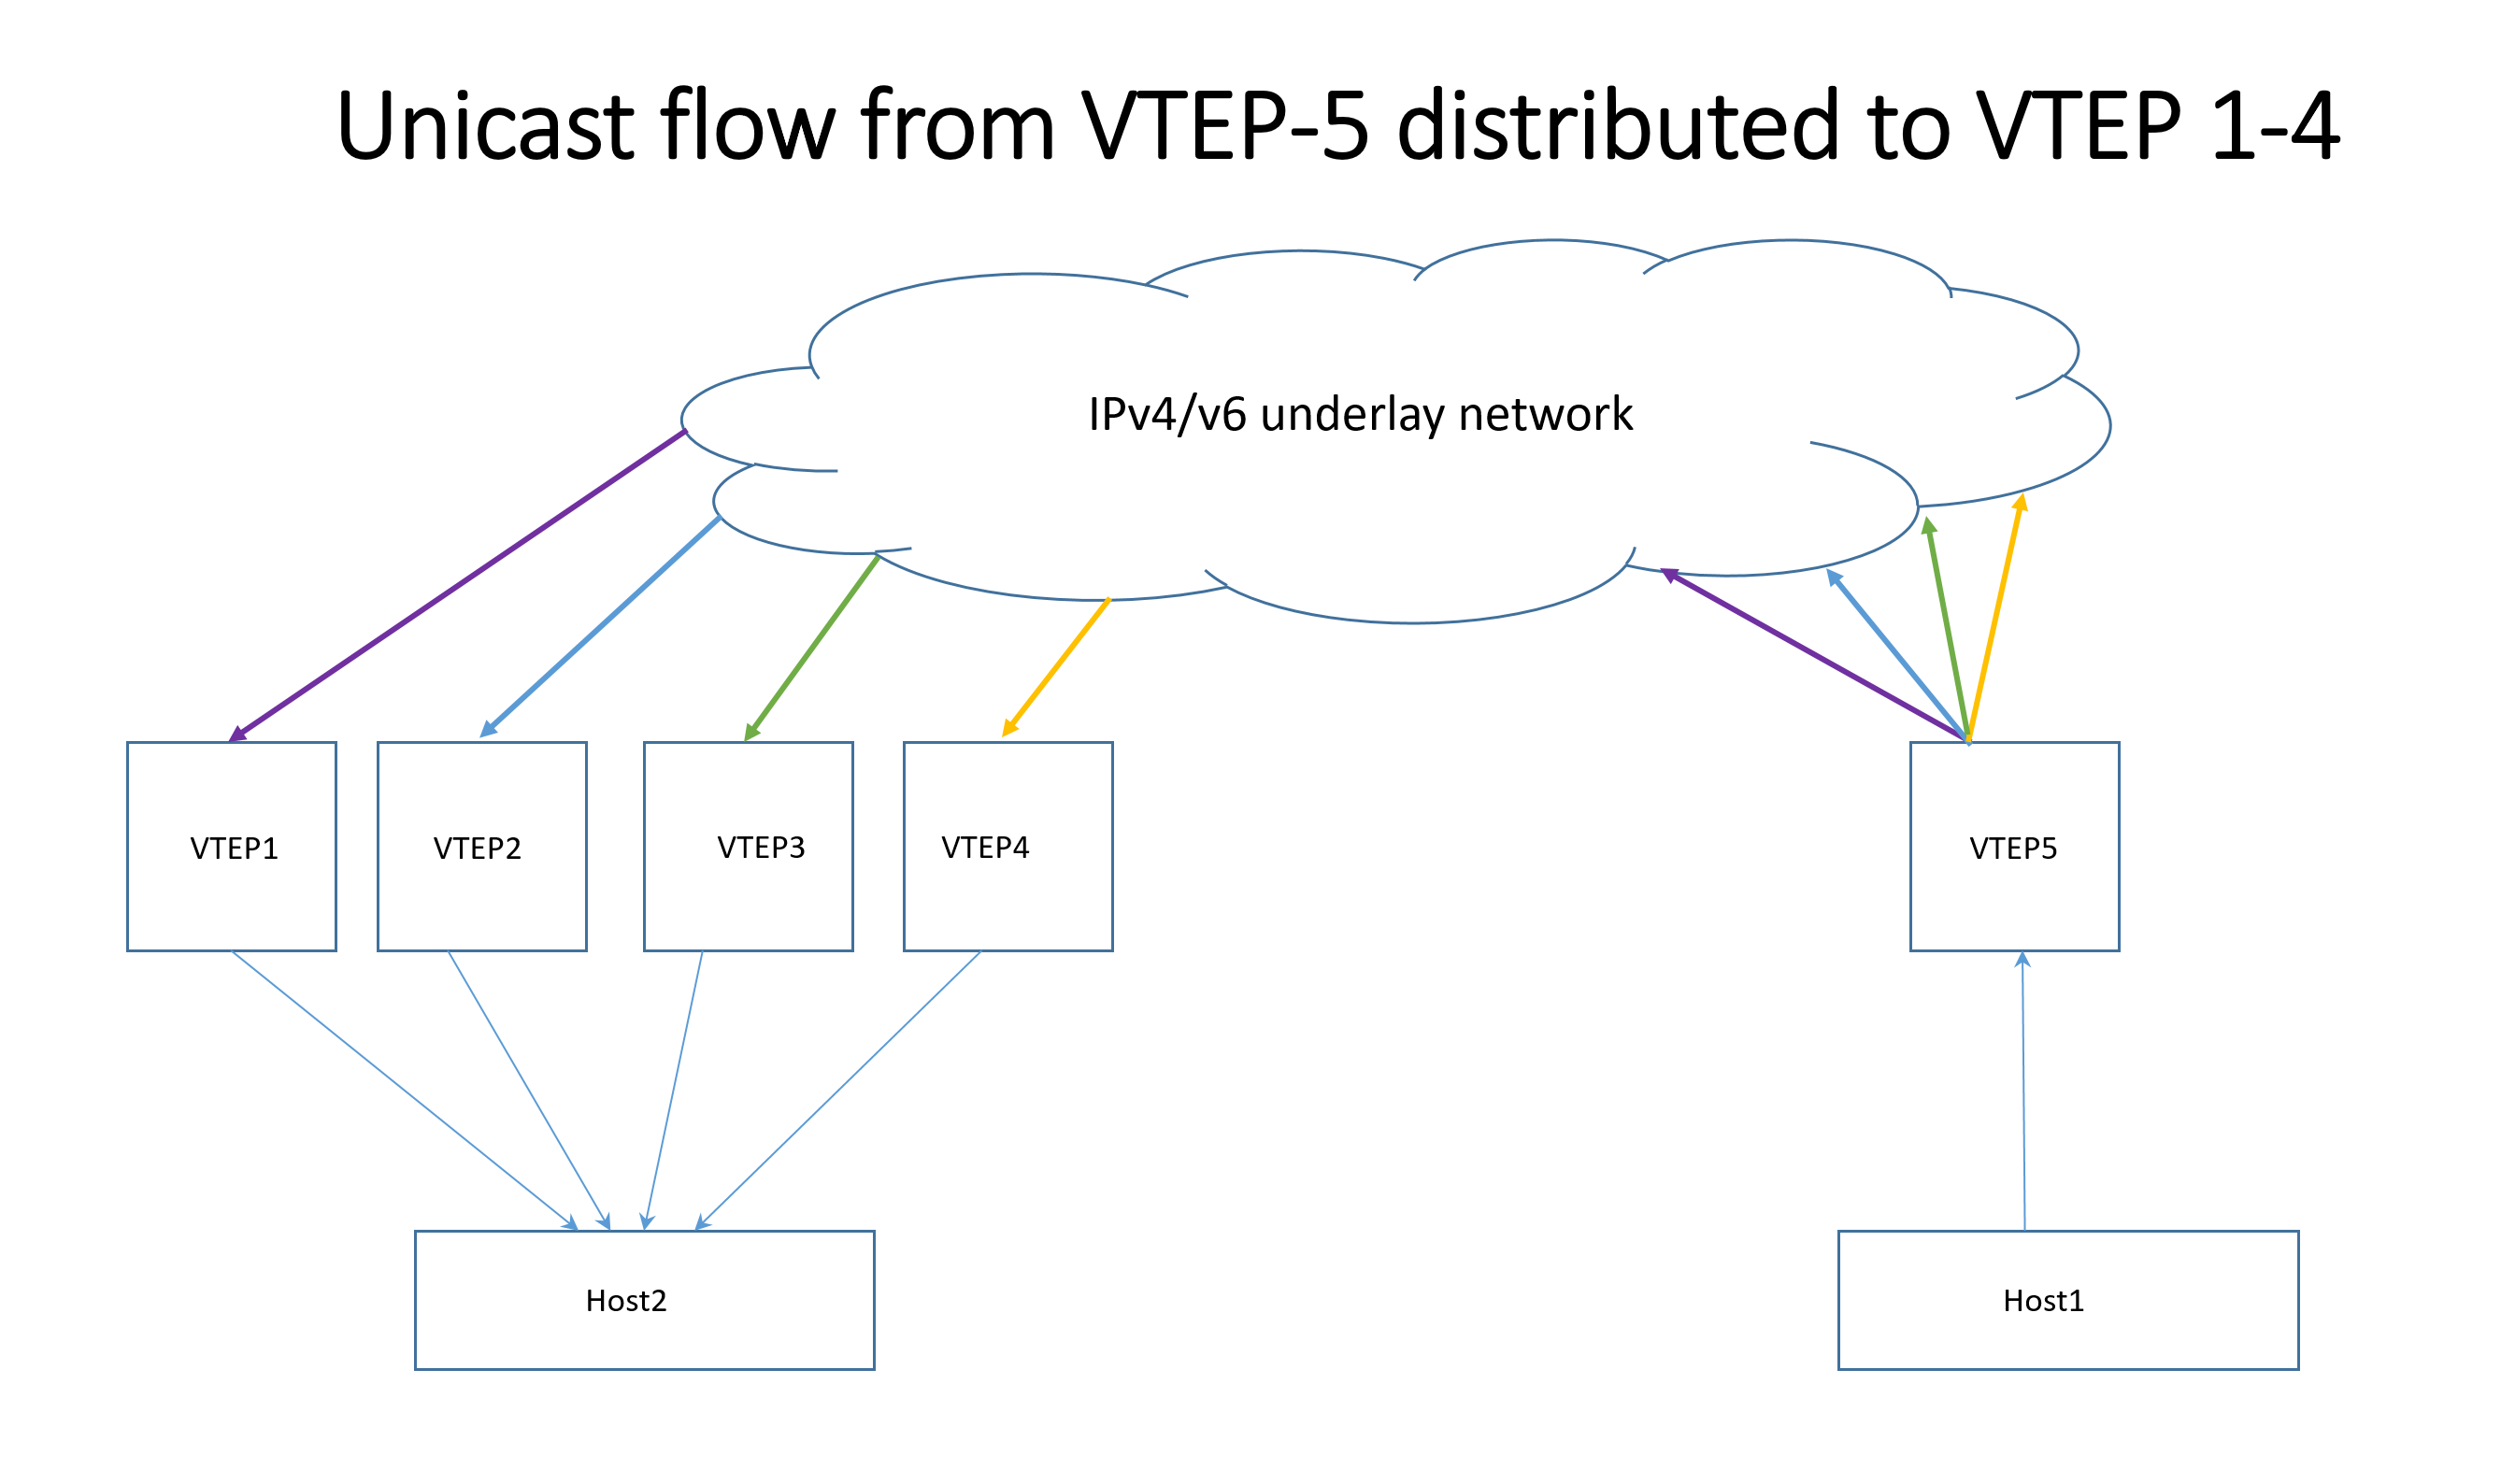 Unicast flow from VTEP-5 distributed to VTEP 1-4
IPv4/v6 underlay network
VTEP1
VTEP2
VTEP3
VTEP4
VTEP5
Host2
Host1